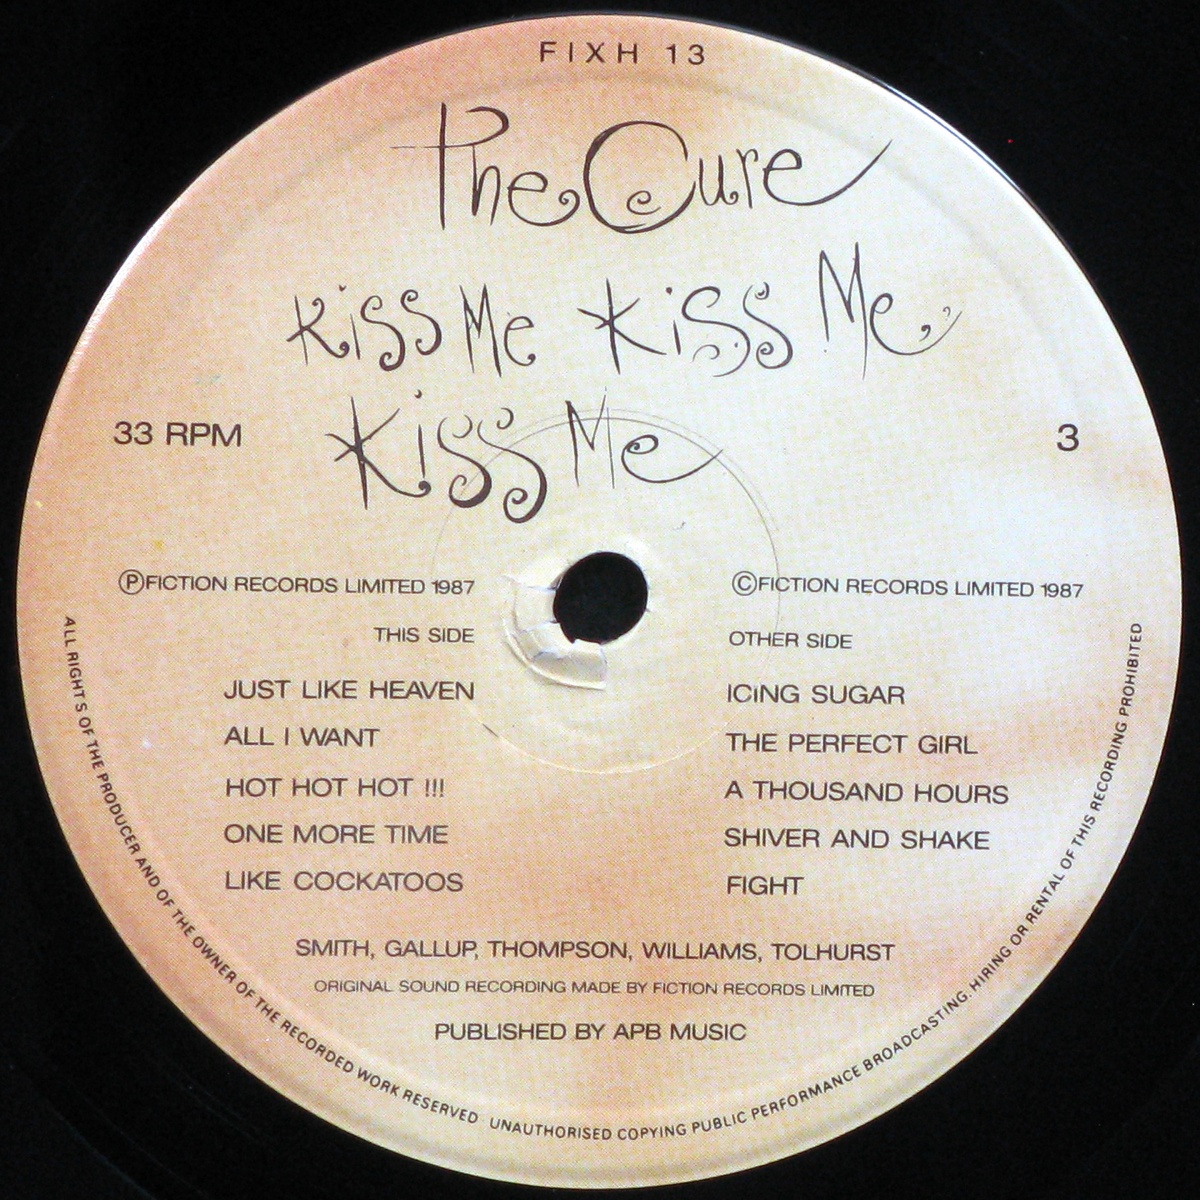 FIXH 13
The Cure
Kiss Me Kiss Me
Kiss Me
33 RPM
3
ⓅFICTION RECORDS LIMITED 1987
©FICTION RECORDS LIMITED 1987
THIS SIDE
JUST LIKE HEAVEN
ALL I WANT
HOT HOT HOT !!!
ONE MORE TIME
LIKE COCKATOOS
OTHER SIDE
ICiNG SUGAR
THE PERFECT GIRL
A THOUSAND HOURS
SHIVER AND SHAKE
FIGHT
SMITH, GALLUP, THOMPSON, WILLIAMS, TOLHURST
ORIGINAL SOUND RECORDING MADE BY FICTION RECORDS LIMITED
PUBLISHED BY APB MUSIC
ALL RIGHTS OF THE PRODUCER AND OF THE OWNER OF THE RECORDED WORK RESERVED UNAUTHORISED COPYING PUBLIC PERFORMANCE BROADCASTING. HIRING OR RENTAL OF THIS RECORDING PROHIBITED